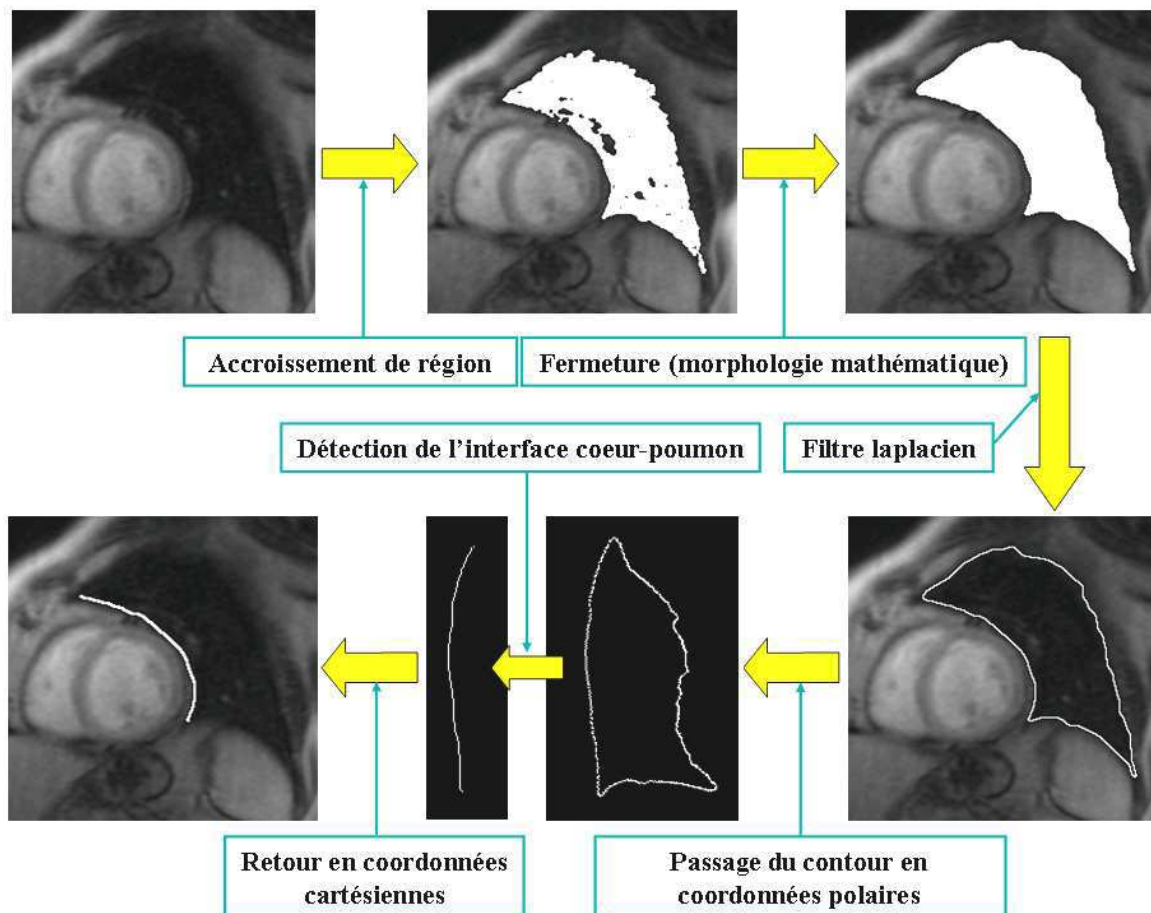 Accroissement de région
Fermeture (morphologie mathématique)
Détection de l'interface coeur-poumon
Filtre laplacien
Retour en coordonnées
cartésiennes
Passage du contour en
coordonnées polaires